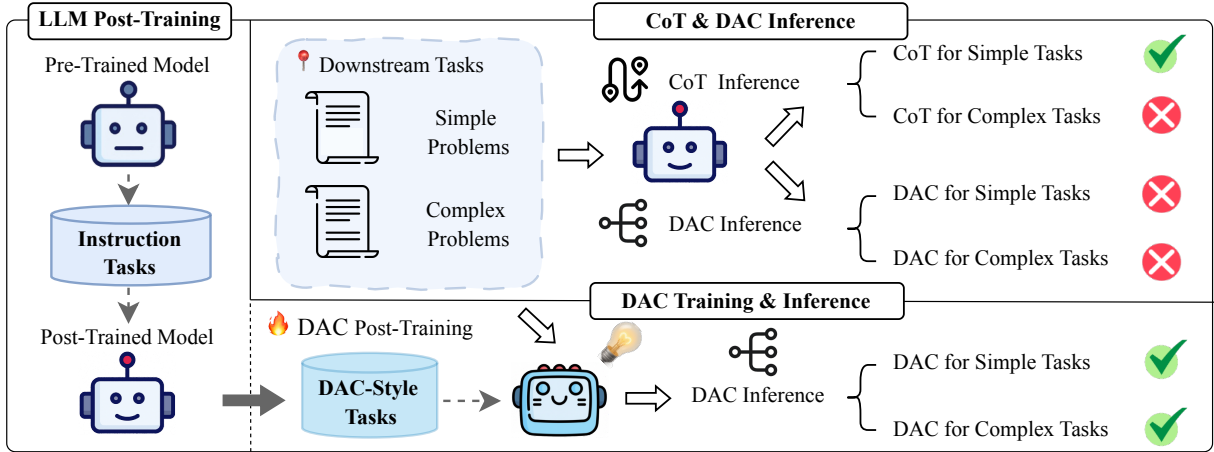 LLM Post-Training
Pre-Trained Model
Instruction
Tasks
Post-Trained Model
CoT & DAC Inference
Downstream Tasks
Simple
Problems
Complex
Problems
CoT Inference
DAC Inference
CoT for Simple Tasks
CoT for Complex Tasks
DAC for Simple Tasks
DAC for Complex Tasks
DAC Training & Inference
DAC Post-Training
DAC-Style
Tasks
DAC Inference
DAC for Simple Tasks
DAC for Complex Tasks